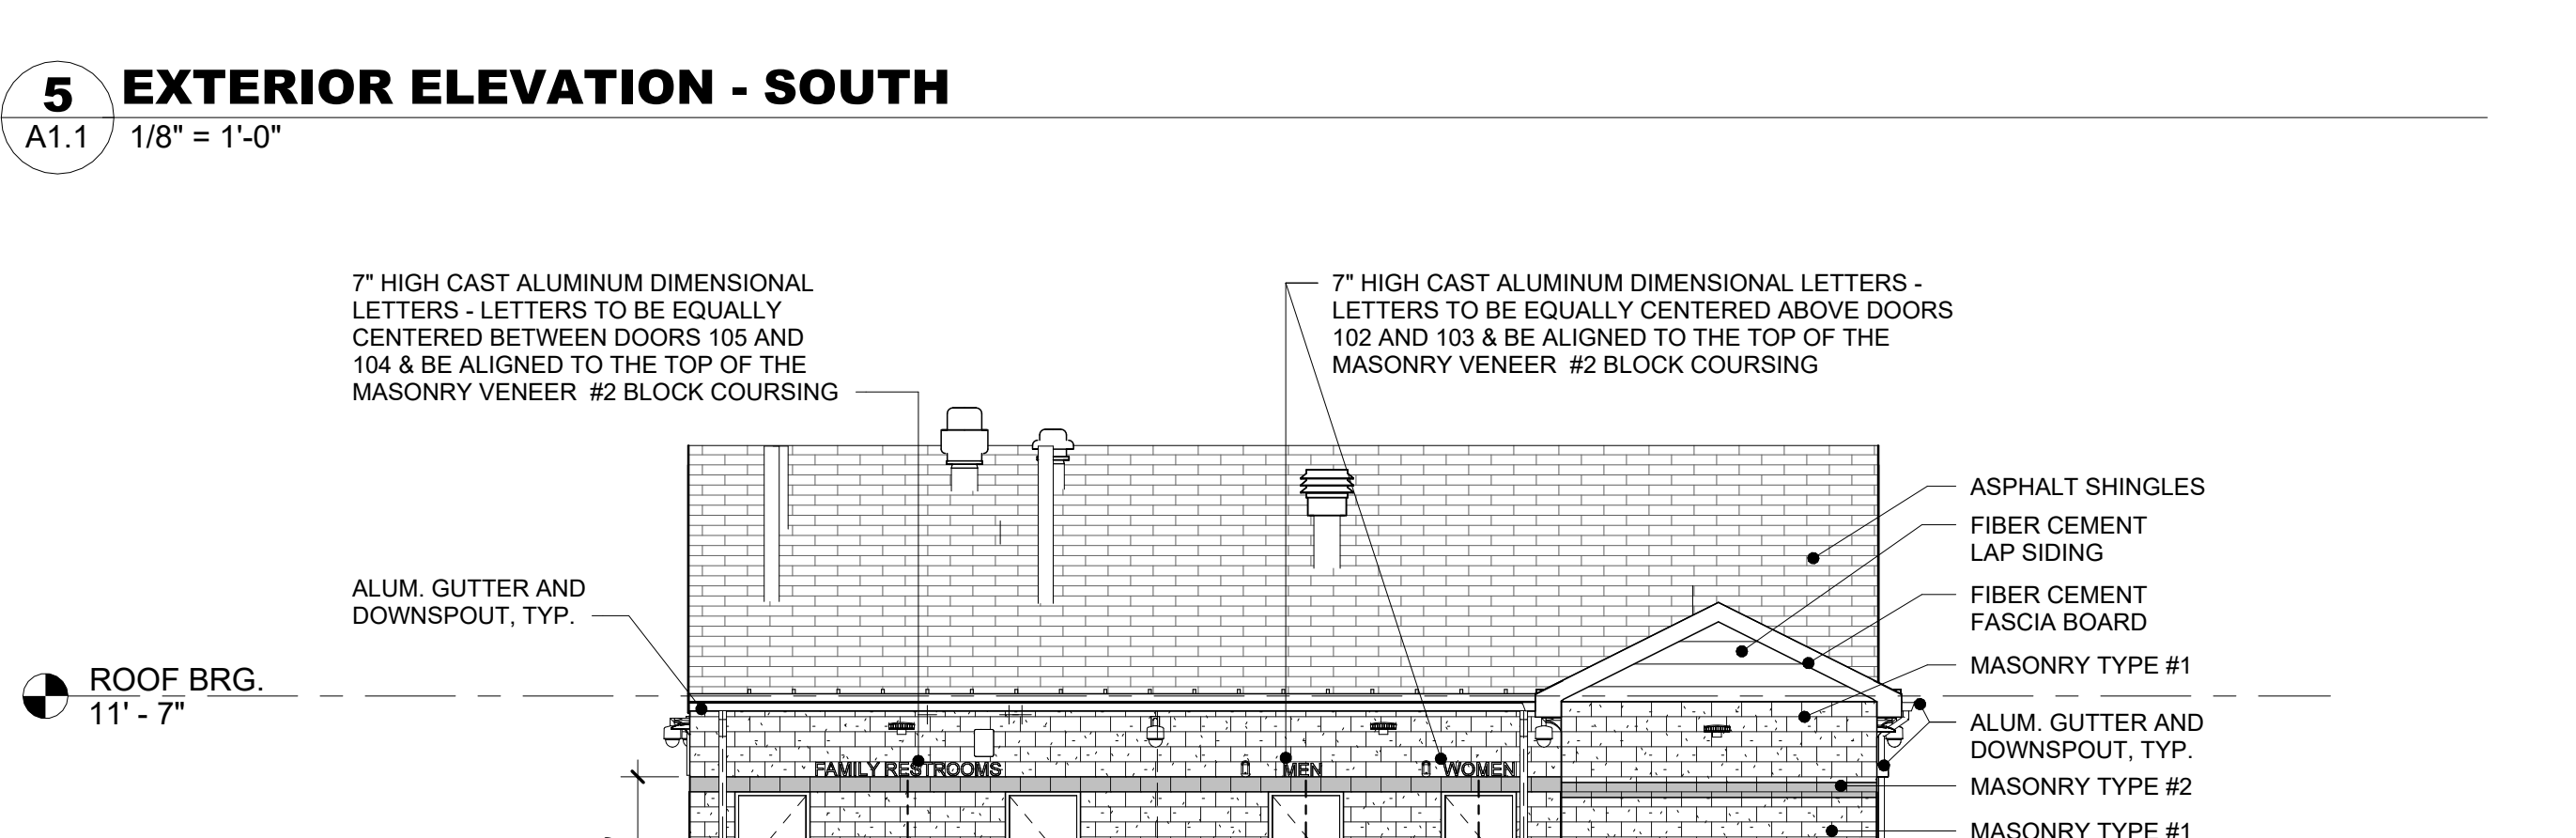 5
EXTERIOR ELEVATION - SOUTH
A1.1
1/8" = 1'-0"
7" HIGH CAST ALUMINUM DIMENSIONAL
LETTERS - LETTERS TO BE EQUALLY
CENTERED BETWEEN DOORS 105 AND
104 & BE ALIGNED TO THE TOP OF THE
MASONRY VENEER #2 BLOCK COURSING
7" HIGH CAST ALUMINUM DIMENSIONAL LETTERS -
LETTERS TO BE EQUALLY CENTERED ABOVE DOORS
102 AND 103 & BE ALIGNED TO THE TOP OF THE
MASONRY VENEER #2 BLOCK COURSING
ASPHALT SHINGLES
FIBER CEMENT
LAP SIDING
ALUM. GUTTER AND
DOWNSPOUT, TYP.
FIBER CEMENT
FASCIA BOARD
MASONRY TYPE #1
ROOF BRG.
11' - 7"
ALUM. GUTTER AND
DOWNSPOUT, TYP.
FAMILY RESTROOMS
MEN
WOMEN
MASONRY TYPE #2
MASONRY TYPE #1